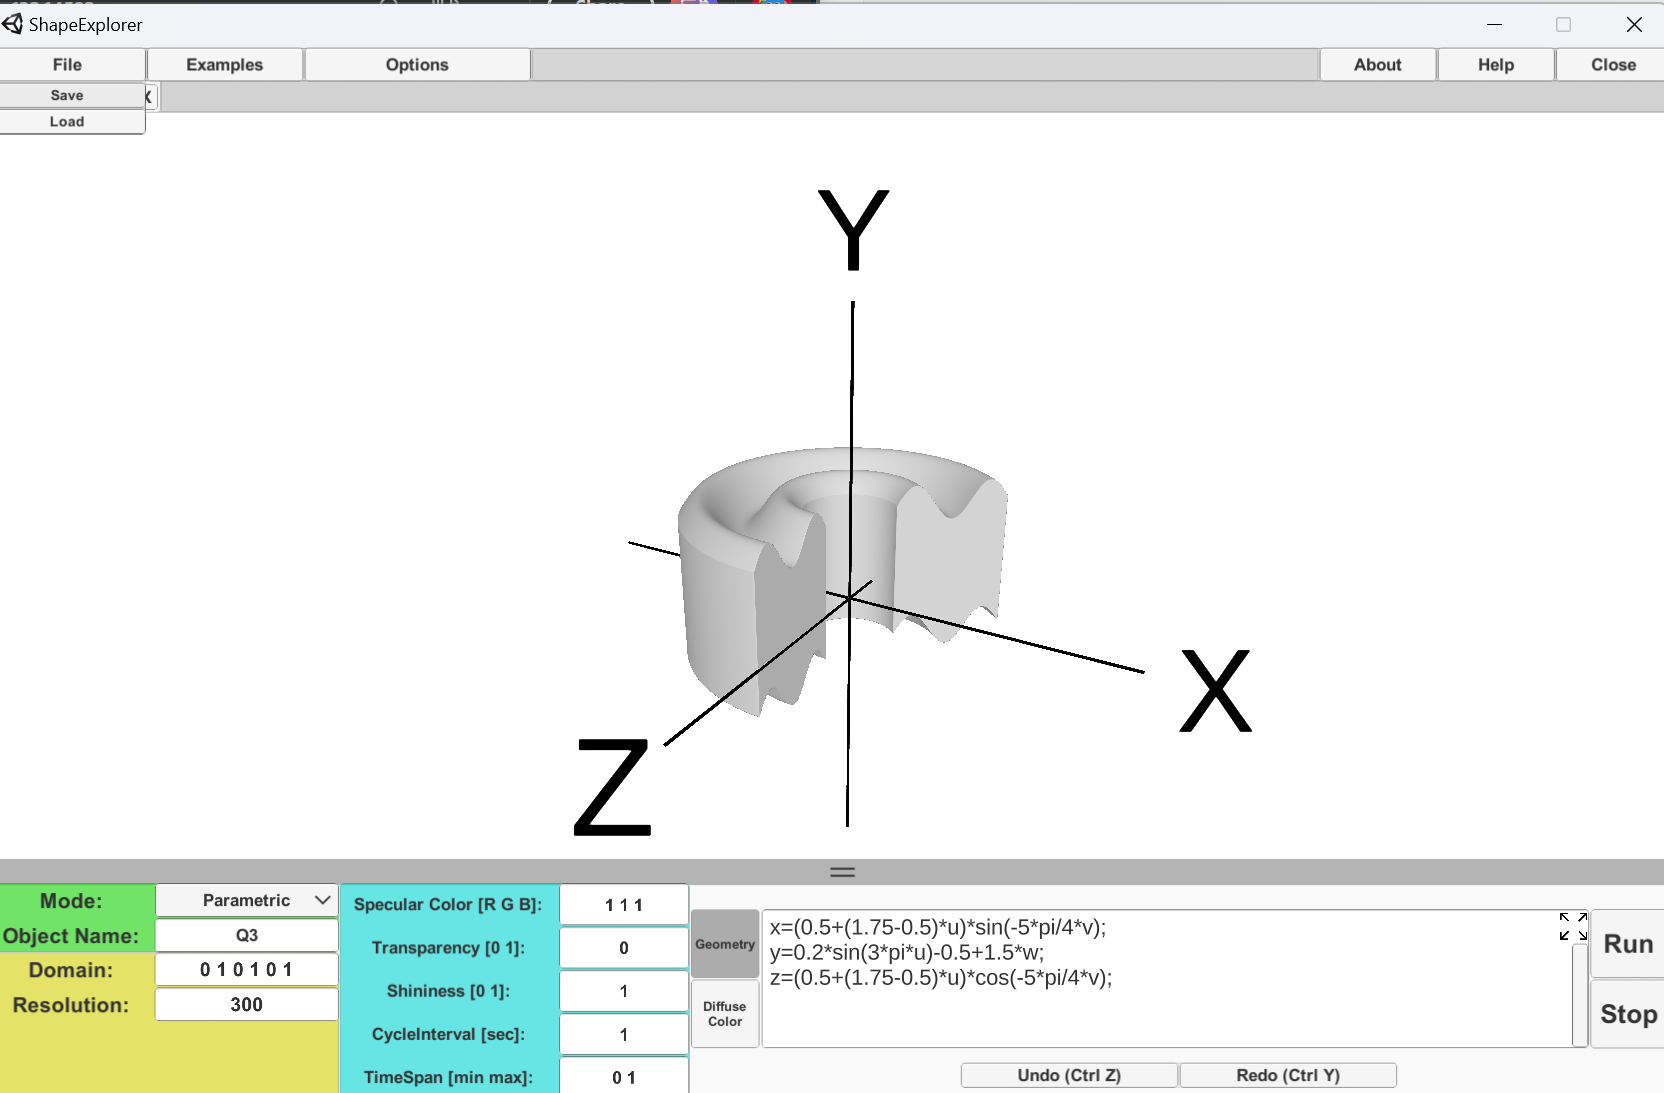 ShapeExplorer
File Examples Options About Help Close
Save X
Load
Y
X
Z
Mode: Parametric
Object Name: Q3
Domain: 0 1 0 1 0 1
Resolution: 300
Specular Color [R G B]: 1 1 1
Transparency [0 1]: 0
Shininess [0 1]: 1
CycleInterval [sec]: 1
TimeSpan [min max]: 0 1
Geometry
Diffuse
Color
x=(0.5+(1.75-0.5)*u)*sin(-5*pi/4*v);
y=0.2*sin(3*pi*u)-0.5+1.5*w;
z=(0.5+(1.75-0.5)*u)*cos(-5*pi/4*v);
Run
Stop
Undo (Ctrl Z) Redo (Ctrl Y)